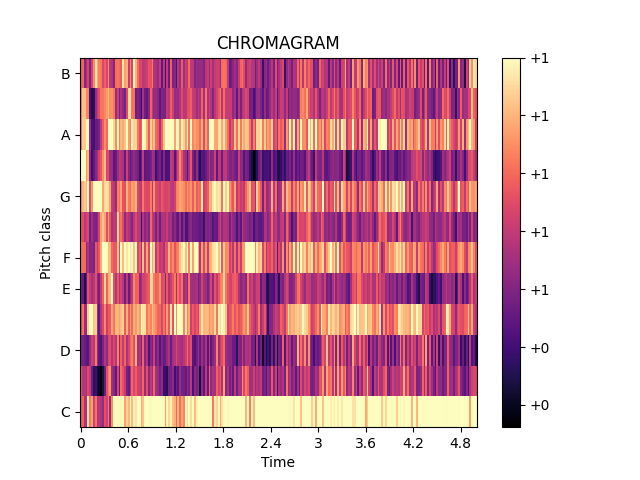 CHROMAGRAM
Pitch class
B
A
G
F
E
D
C
0 0.6 1.2 1.8 2.4 3 3.6 4.2 4.8
Time
+1
+1
+1
+1
+1
+0
+0